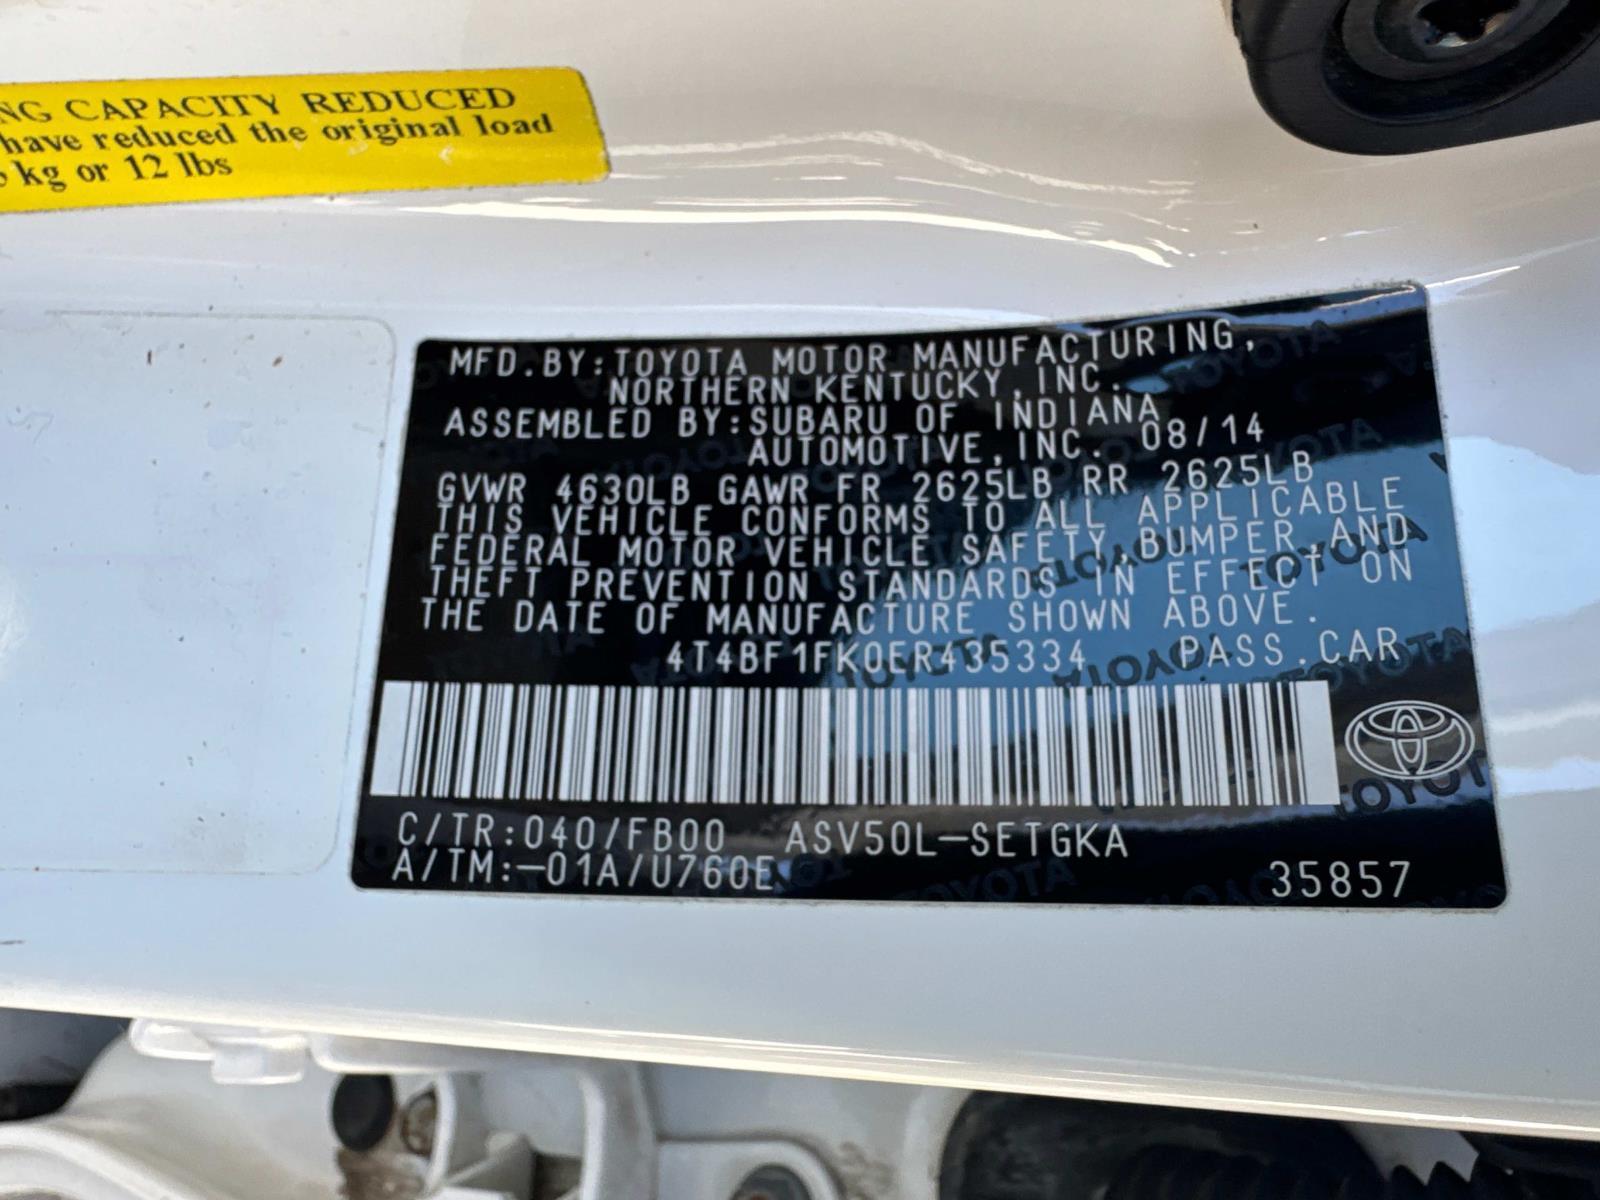 NG CAPACITY REDUCED
have reduced the original load
kg or 12 lbs
MFD.BY:TOYOTA MOTOR MANUFACTURING,
NORTHERN KENTUCKY,INC.
ASSEMBLED BY:SUBARU OF INDIANA
AUTOMOTIVE,INC. 08/14
GVWR 4630LB GAWR FR 2625LB RR 2625LB
THIS VEHICLE CONFORMS TO ALL APPLICABLE
FEDERAL MOTOR VEHICLE SAFETY,BUMPER,AND
THEFT PREVENTION STANDARDS IN EFFECT ON
THE DATE OF MANUFACTURE SHOWN ABOVE.
4T4BF1FK0ER435334 PASS.CAR
C/TR:040/FB00 ASV50L-SETGKA
A/TM:-01A/U760E 35857